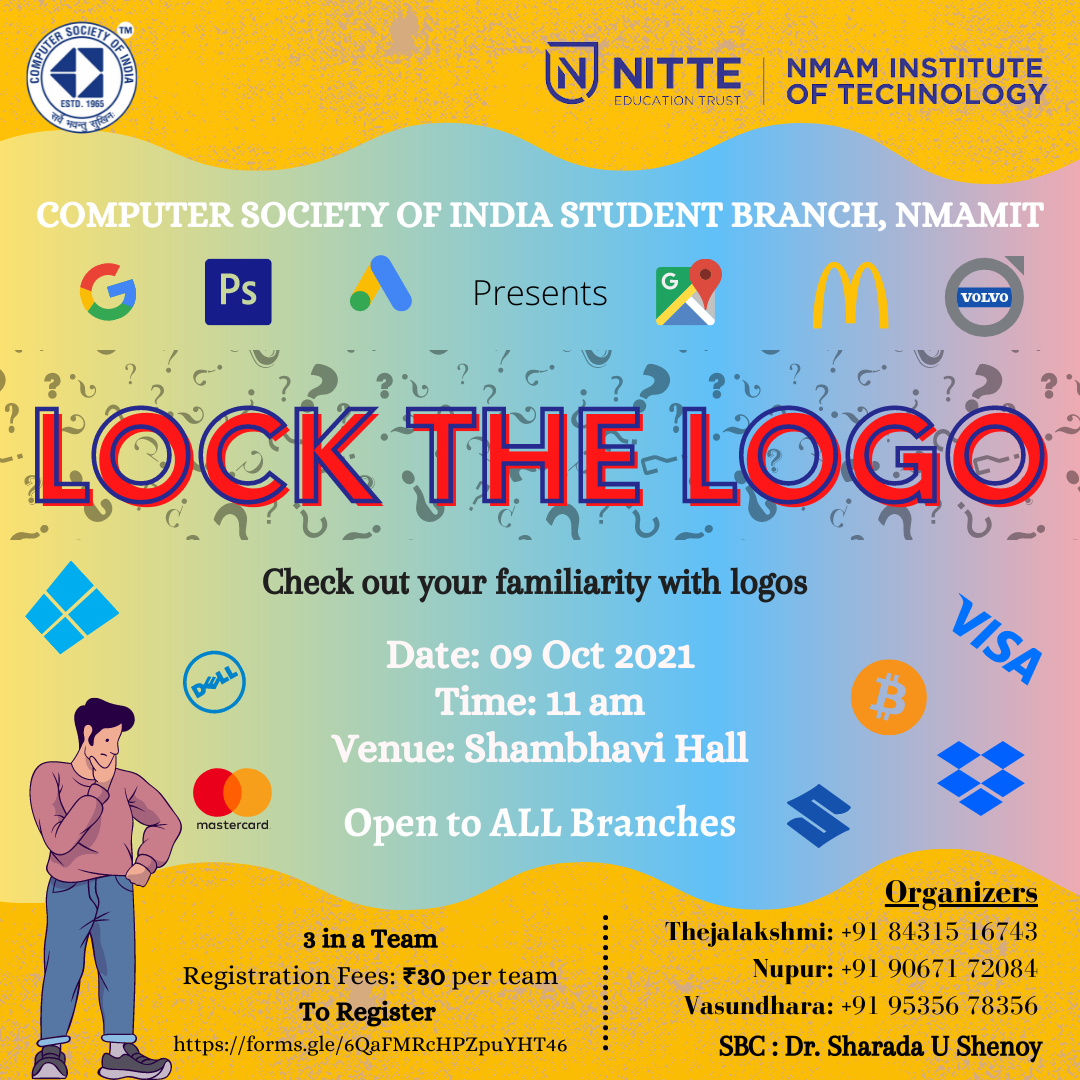 COMPUTER SOCIETY OF INDIA
TM
ESTD. 1965
सर्वे भवन्तु सुखिनः
N
NITTE
EDUCATION TRUST
NMAM INSTITUTE
OF TECHNOLOGY
COMPUTER SOCIETY OF INDIA STUDENT BRANCH, NMAMIT
G
Ps
Presents
G
VOLVO
LOCK THE LOGO
Check out your familiarity with logos
Date: 09 Oct 2021
Time: 11 am
Venue: Shambhavi Hall
Open to ALL Branches
DELL
mastercard
VISA
3 in a Team
Registration Fees: ₹30 per team
To Register
https://forms.gle/6QaFMRcHPZpuYHT46
Organizers
Thejalakshmi: +91 84315 16743
Nupur: +91 90671 72084
Vasundhara: +91 95356 78356
SBC : Dr. Sharada U Shenoy